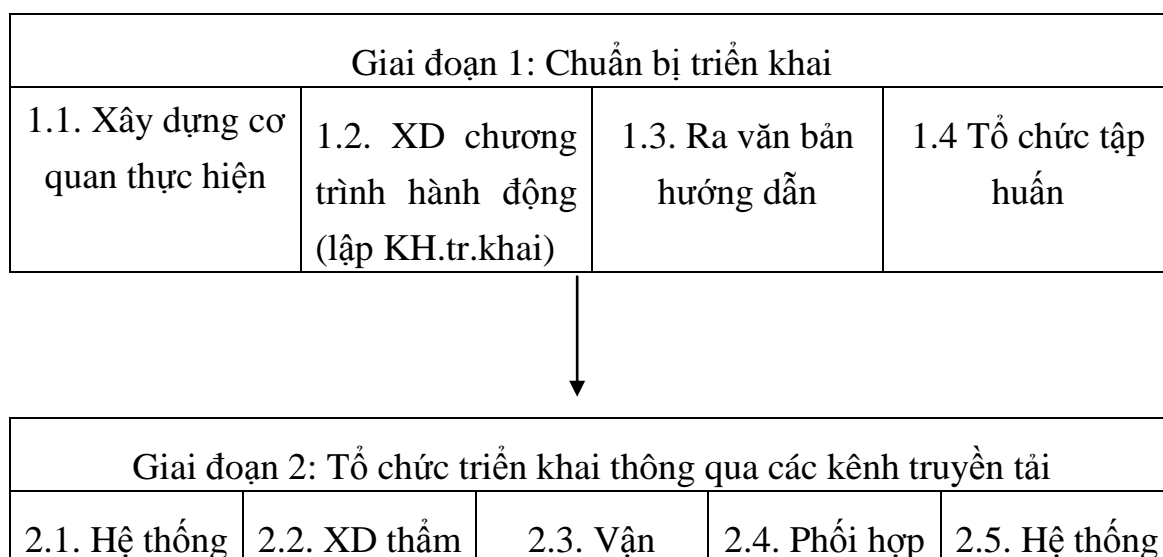 Giai đoạn 1: Chuẩn bị triển khai
1.1. Xây dựng cơ
quan thực hiện
1.2. XD chương
trình hành động
(lập KH.tr.khai)
1.3. Ra văn bản
hướng dẫn
1.4 Tổ chức tập
huấn
Giai đoạn 2: Tổ chức triển khai thông qua các kênh truyền tải
2.1. Hệ thống
2.2. XD thẩm
2.3. Vận
2.4. Phối hợp
2.5. Hệ thống